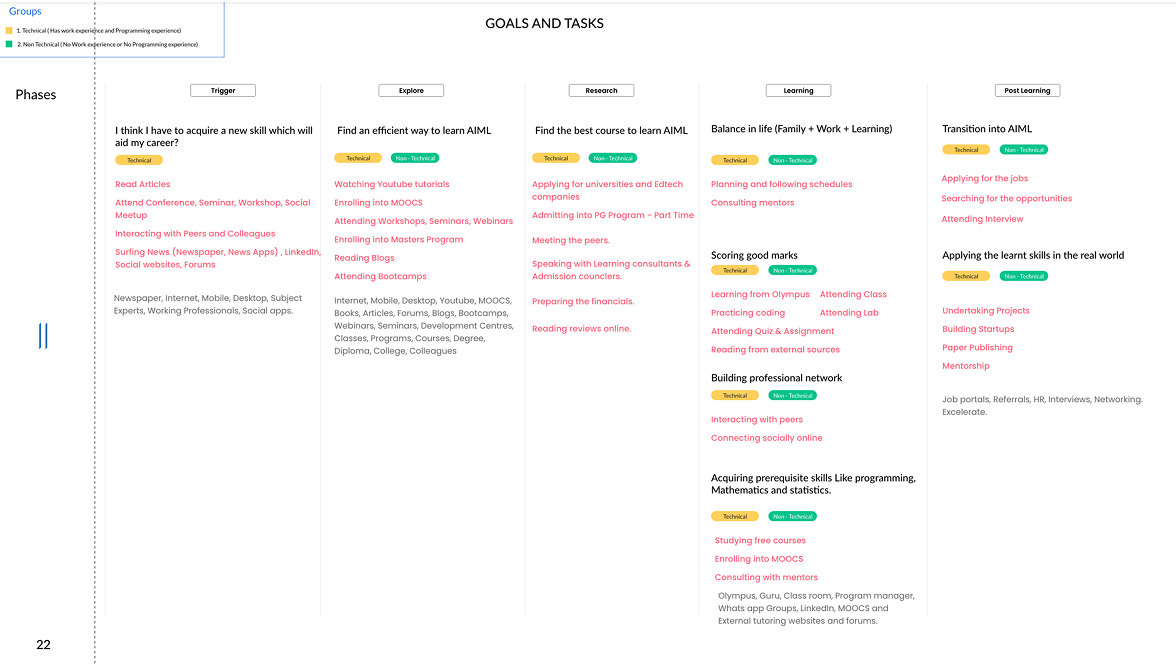 Groups
1. Technical ( Has work experience and Programming experience)
2. Non Technical ( No Work experience or No Programming experience)
GOALS AND TASKS
Phases
Trigger
I think I have to acquire a new skill which will
aid my career?
Technical
Read Articles
Attend Conference, Seminar, Workshop, Social
Meetup
Interacting with Peers and Colleagues
Surfing News (Newspaper, News Apps) , LinkedIn,
Social websites, Forums
Newspaper, Internet, Mobile, Desktop, Subject
Experts, Working Professionals, Social apps.
Explore
Find an efficient way to learn AIML
Technical
Non - Technical
Watching Youtube tutorials
Enrolling into MOOCS
Attending Workshops, Seminars, Webinars
Enrolling into Masters Program
Reading Blogs
Attending Bootcamps
Internet, Mobile, Desktop, Youtube, MOOCS,
Books, Articles, Forums, Blogs, Bootcamps,
Webinars, Seminars, Development Centres,
Classes, Programs, Courses, Degree,
Diploma, College, Colleagues
Research
Find the best course to learn AIML
Technical
Non - Technical
Applying for universities and Edtech
companies
Admitting into PG Program - Part Time
Meeting the peers.
Speaking with Learning consultants &
Admission counclers.
Preparing the financials.
Reading reviews online.
Learning
Balance in life (Family + Work + Learning)
Technical
Non - Technical
Planning and following schedules
Consulting mentors
Scoring good marks
Technical
Non - Technical
Learning from Olympus
Attending Class
Practicing coding
Attending Lab
Attending Quiz & Assignment
Reading from external sources
Building professional network
Technical
Non - Technical
Interacting with peers
Connecting socially online
Acquiring prerequisite skills Like programming,
Mathematics and statistics.
Technical
Non - Technical
Studying free courses
Enrolling into MOOCS
Consulting with mentors
Olympus, Guru, Class room, Program manager,
Whats app Groups, LinkedIn, MOOCS and
External tutoring websites and forums.
Post Learning
Transition into AIML
Technical
Non - Technical
Applying for the jobs
Searching for the opportunities
Attending Interview
Applying the learnt skills in the real world
Technical
Non - Technical
Undertaking Projects
Building Startups
Paper Publishing
Mentorship
Job portals, Referrals, HR, Interviews, Networking.
Excelerate.
22